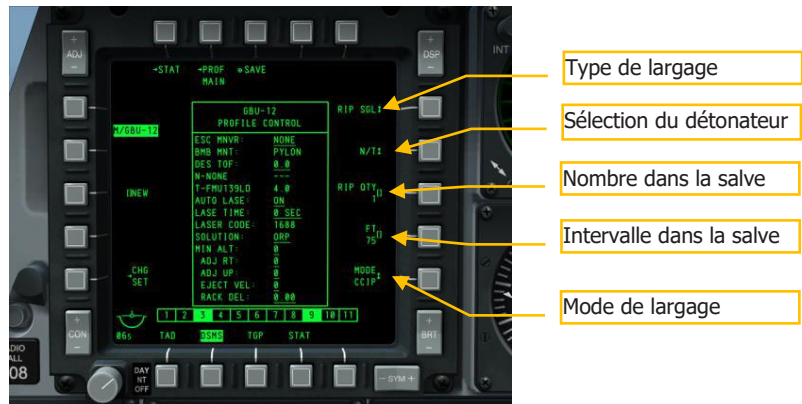 +
ADJ
-
+
DSP
-
INT
→STAT →PROF ⊃SAVE
MAIN
GBU-12
PROFILE CONTROL
RIP SGL↕
M/GBU-12
ESC MNVR: NONE
BMB MNT: PYLON
DES TOF: 0.0
N-NONE ---
T-FMU139LD 4.0
AUTO LASE: ON
LASE TIME: 0 SEC
LASER CODE: 1688
SOLUTION: ORP
MIN ALT: 0
ADJ RT: 0
ADJ UP: 0
EJECT VEL: 0
RACK DEL: 0.00
N/T↕
[]NEW
RIP QTY
1[]
FT
75[]
→CHG
SET
MODE↕
CCIP
1 2 3 4 5 6 7 8 9 10 11
+
CON
-
06s
TAD DSMS TGP STAT
+
BRT
-
DAY
NT
OFF
- SYM +
08
Type de largage
Sélection du détonateur
Nombre dans la salve
Intervalle dans la salve
Mode de largage